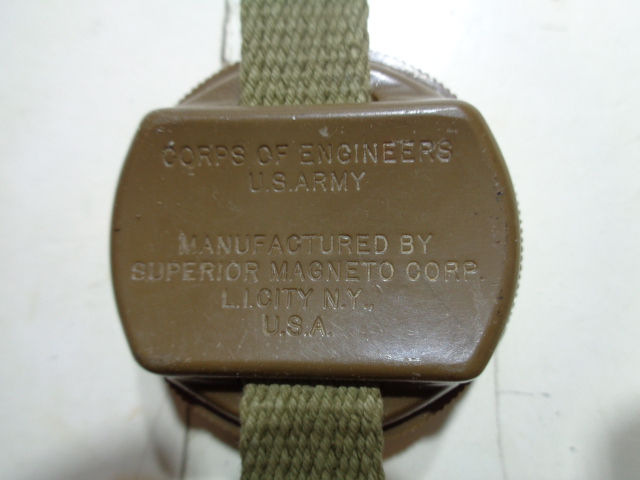 CORPS OF ENGINEERS
U.S.ARMY
MANUFACTURED BY
SUPERIOR MAGNETO CORP.
L.I.CITY N.Y.,
U.S.A.